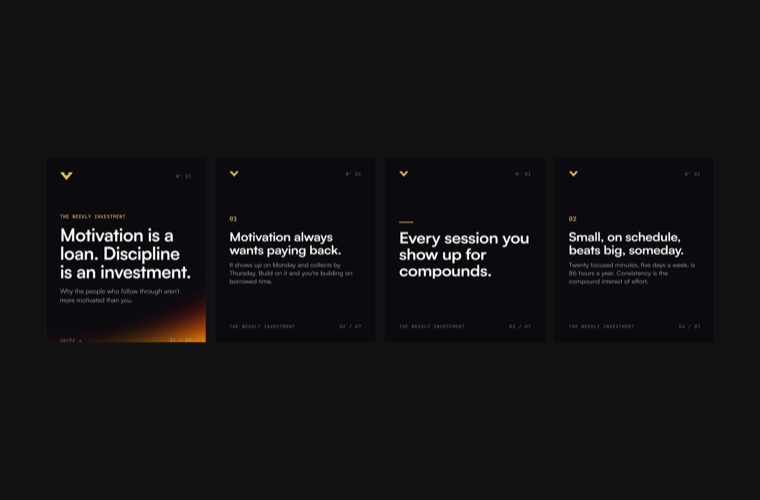 N° 01
THE WEEKLY INVESTMENT
Motivation is a
loan. Discipline
is an investment.
Why the people who follow through aren't
more motivated than you.
SWIPE →
01 / 07
N° 01
01
Motivation always
wants paying back.
It shows up on Monday and collects by
Thursday. Build on it and you're building on
borrowed time.
THE WEEKLY INVESTMENT
02 / 07
N° 01
Every session you
show up for
compounds.
THE WEEKLY INVESTMENT
03 / 07
N° 01
02
Small, on schedule,
beats big, someday.
Twenty focused minutes, five days a week, is
86 hours a year. Consistency is the
compound interest of effort.
THE WEEKLY INVESTMENT
04 / 07